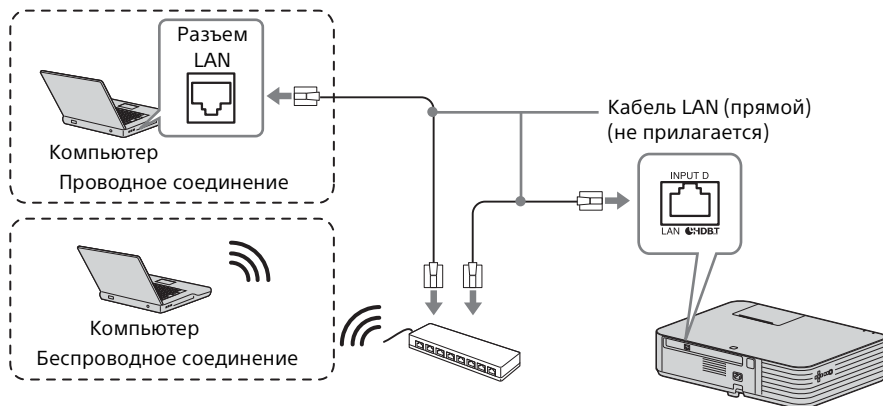 Разъем
LAN
Компьютер
Проводное соединение
Кабель LAN (прямой)
(не прилагается)
INPUT D
LAN HDBT
Компьютер
Беспроводное соединение